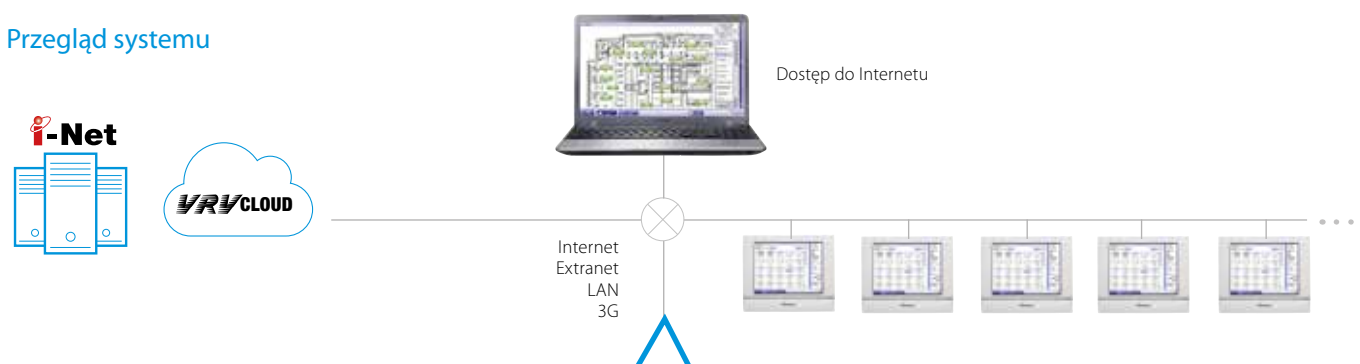 Przegląd systemu
Dostęp do Internetu
i-Net
VRV CLOUD
Internet
Extranet
LAN
3G